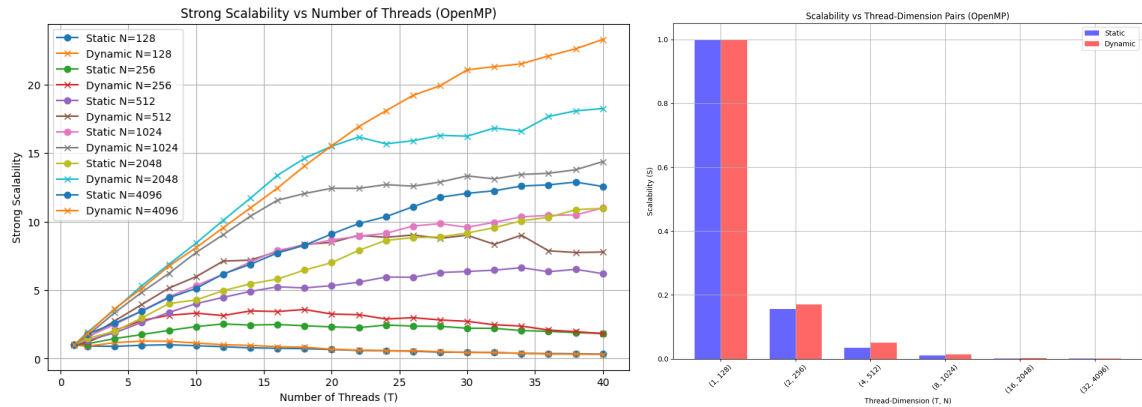 Strong Scalability vs Number of Threads (OpenMP)
Strong Scalability
20
15
10
5
0
Static N=128
Dynamic N=128
Static N=256
Dynamic N=256
Static N=512
Dynamic N=512
Static N=1024
Dynamic N=1024
Static N=2048
Dynamic N=2048
Static N=4096
Dynamic N=4096
0 5 10 15 20 25 30 35 40
Number of Threads (T)
Scalability vs Thread-Dimension Pairs (OpenMP)
Scalability (S)
1.0
0.8
0.6
0.4
0.2
0.0
Static
Dynamic
(1, 128) (2, 256) (4, 512) (8, 1024) (16, 2048) (32, 4096)
Thread-Dimension (T, N)